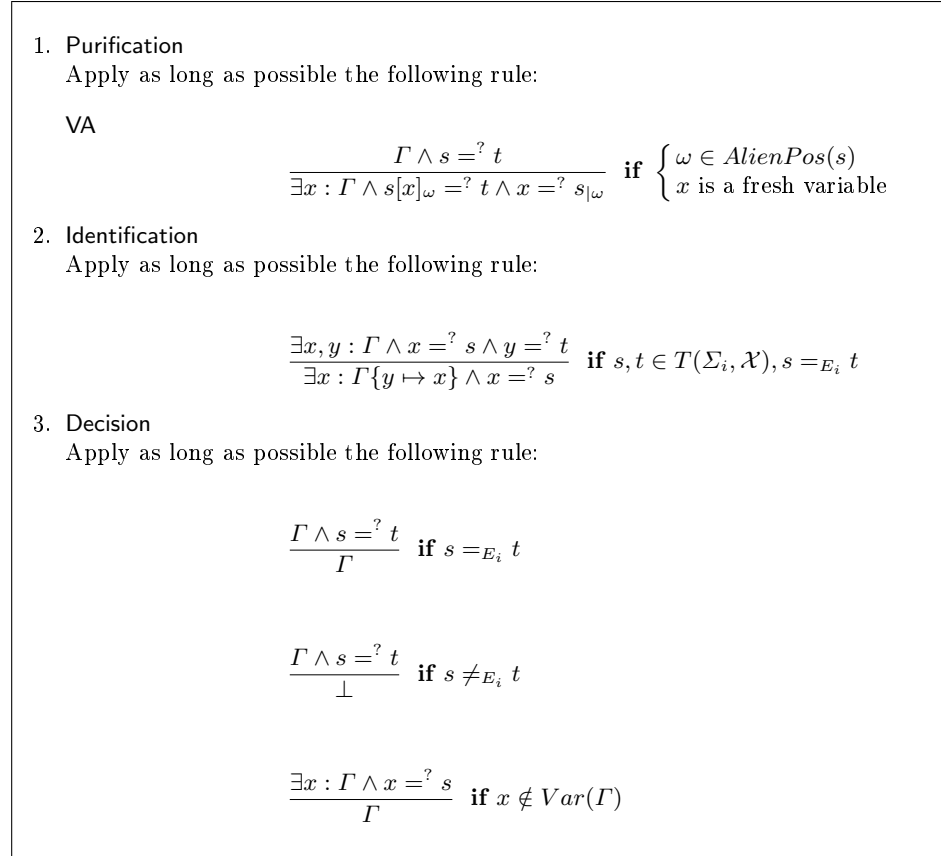 1. Purification
Apply as long as possible the following rule:
VA
Γ ∧ s =? t
∃x : Γ ∧ s[x]ω =? t ∧ x =? s|ω
if { ω ∈ AlienPos(s)
x is a fresh variable
2. Identification
Apply as long as possible the following rule:
∃x, y : Γ ∧ x =? s ∧ y =? t
∃x : Γ{y ↦ x} ∧ x =? s
if s, t ∈ T(Σi, 𝒳), s =Ei t
3. Decision
Apply as long as possible the following rule:
Γ ∧ s =? t
Γ
if s =Ei t
Γ ∧ s =? t
⊥
if s ≠Ei t
∃x : Γ ∧ x =? s
Γ
if x ∉ Var(Γ)